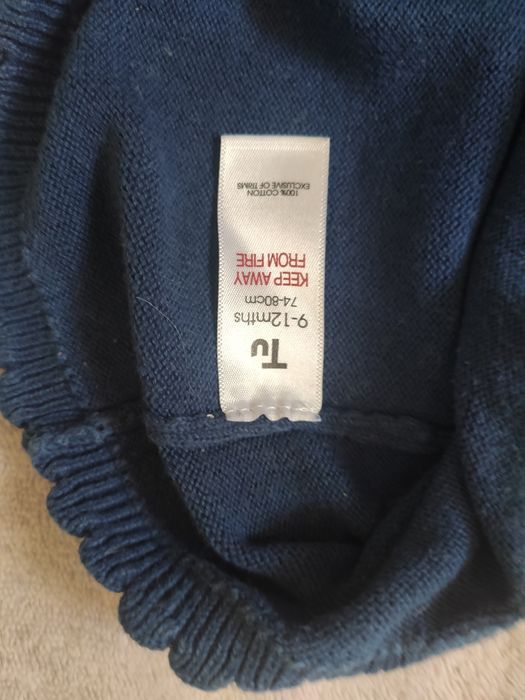 Tu
9-12mths
74-80cm
KEEP AWAY
FROM FIRE
100% COTTON
EXCLUSIVE OF TRIMS